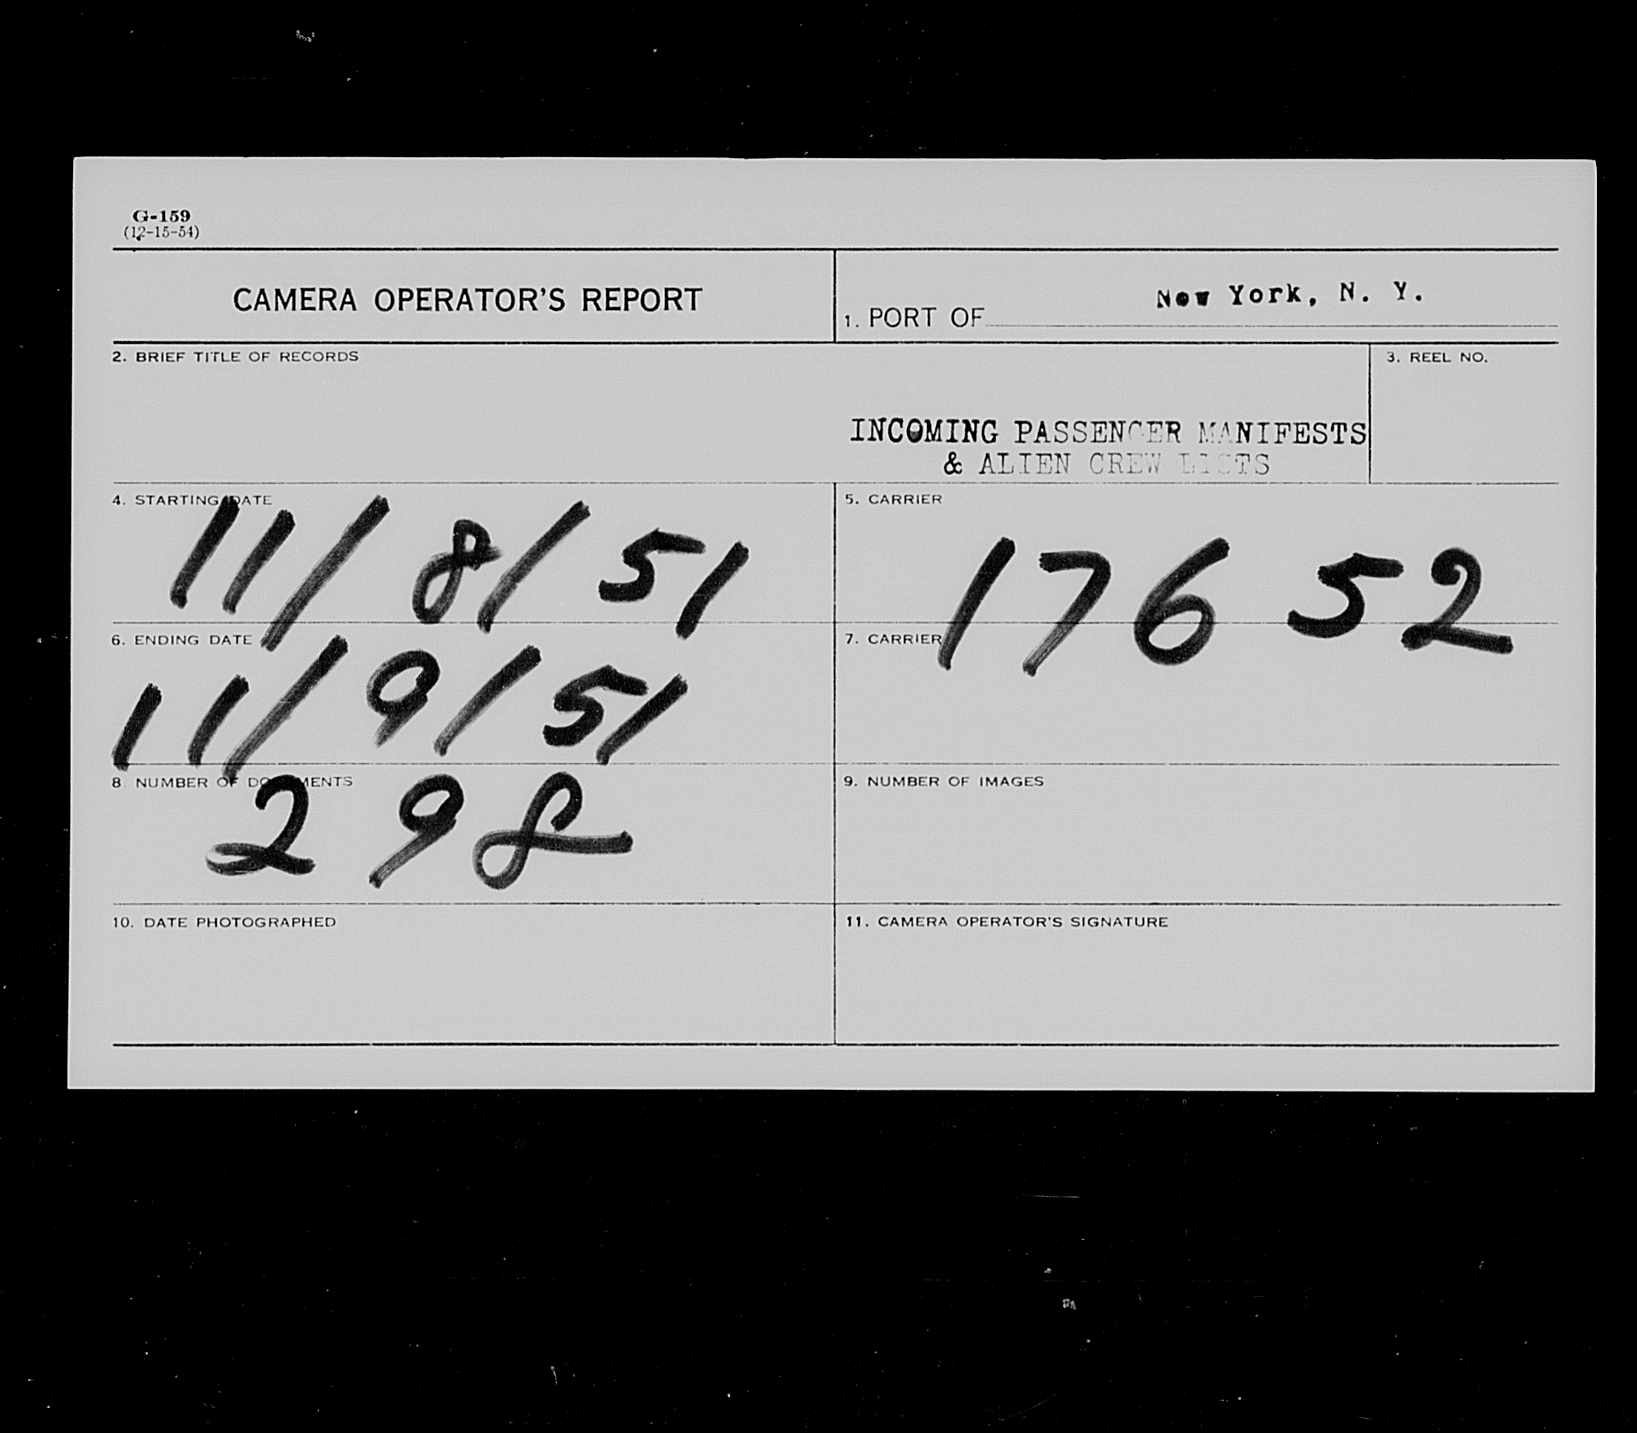 G-159
(12-15-54)
CAMERA OPERATOR'S REPORT
1. PORT OF New York, N. Y.
2. BRIEF TITLE OF RECORDS
3. REEL NO.
INCOMING PASSENGER MANIFESTS
& ALIEN CREW LISTS
4. STARTING DATE
11/8/51
5. CARRIER
17652
6. ENDING DATE
11/9/51
7. CARRIER
8. NUMBER OF DOCUMENTS
298
9. NUMBER OF IMAGES
10. DATE PHOTOGRAPHED
11. CAMERA OPERATOR'S SIGNATURE